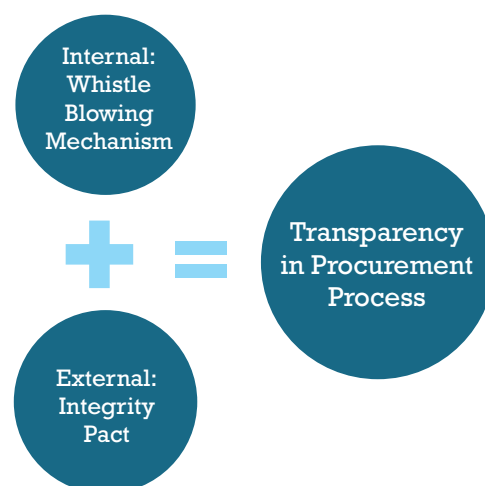 Internal:
Whistle
Blowing
Mechanism
Transparency
in Procurement
Process
External:
Integrity
Pact